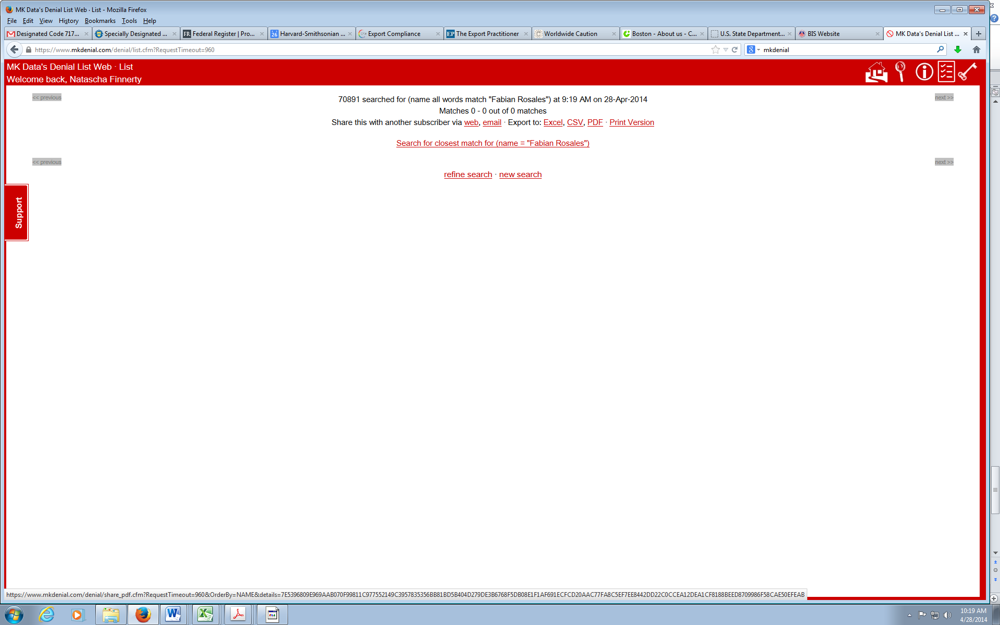 MK Data's Denial List Web · List - Mozilla Firefox
File Edit View History Bookmarks Tools Help
Designated Code 717... Specially Designated ... Federal Register | Pro... Harvard-Smithsonian ... Export Compliance The Export Practitioner Worldwide Caution Boston - About us - C... U.S. State Department... BIS Website MK Data's Denial List ...
https://www.mkdenial.com/denial/list.cfm?RequestTimeout=960 mkdenial
MK Data's Denial List Web · List
Welcome back, Natascha Finnerty
<< previous
70891 searched for (name all words match "Fabian Rosales") at 9:19 AM on 28-Apr-2014
next >>
Matches 0 - 0 out of 0 matches
Share this with another subscriber via web, email · Export to: Excel, CSV, PDF · Print Version
Search for closest match for (name = "Fabian Rosales")
<< previous
next >>
refine search · new search
Support
https://www.mkdenial.com/denial/share_pdf.cfm?RequestTimeout=960&OrderBy=NAME&details=7E5396809E969AAB070F99811C977552149C3957835356BB81BD5B404D279DE3B6768F5DB08E1F1AF691ECFCD20AAC77FA8C5EF7EE8442DD22C0CCEA12DEA1CF8188BEED8709986F58CAE50EFEAB
10:19 AM
4/28/2014